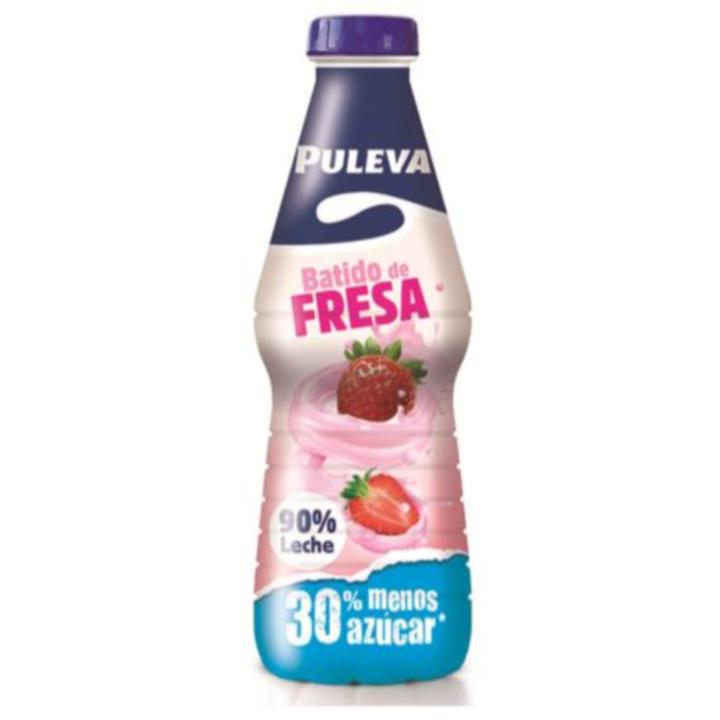 PULEVA
Batido de
FRESA
90%
Leche
30% menos
azúcar*